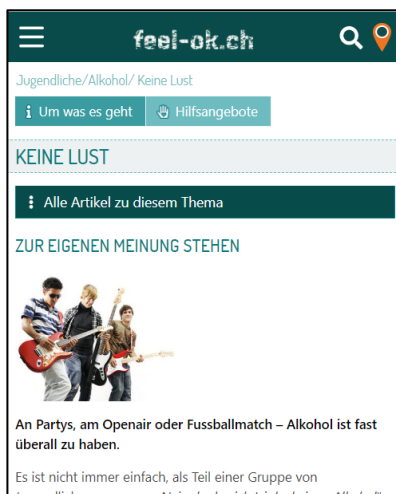 feel-ok.ch
Jugendliche/Alkohol/ Keine Lust
Um was es geht
Hilfsangebote
KEINE LUST
Alle Artikel zu diesem Thema
ZUR EIGENEN MEINUNG STEHEN
An Partys, am Openair oder Fussballmatch – Alkohol ist fast
überall zu haben.
Es ist nicht immer einfach, als Teil einer Gruppe von